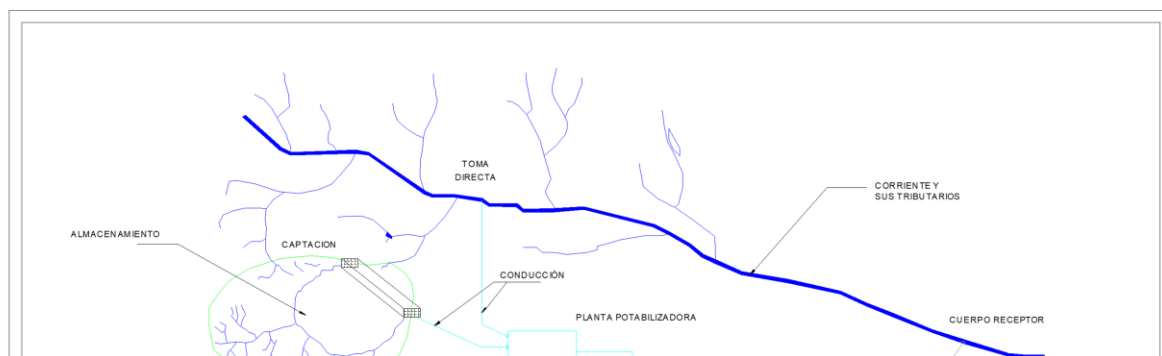 TOMA
DIRECTA
CORRIENTE Y
SUS TRIBUTARIOS
ALMACENAMIENTO
CAPTACION
CONDUCCIÓN
PLANTA POTABILIZADORA
CUERPO RECEPTOR